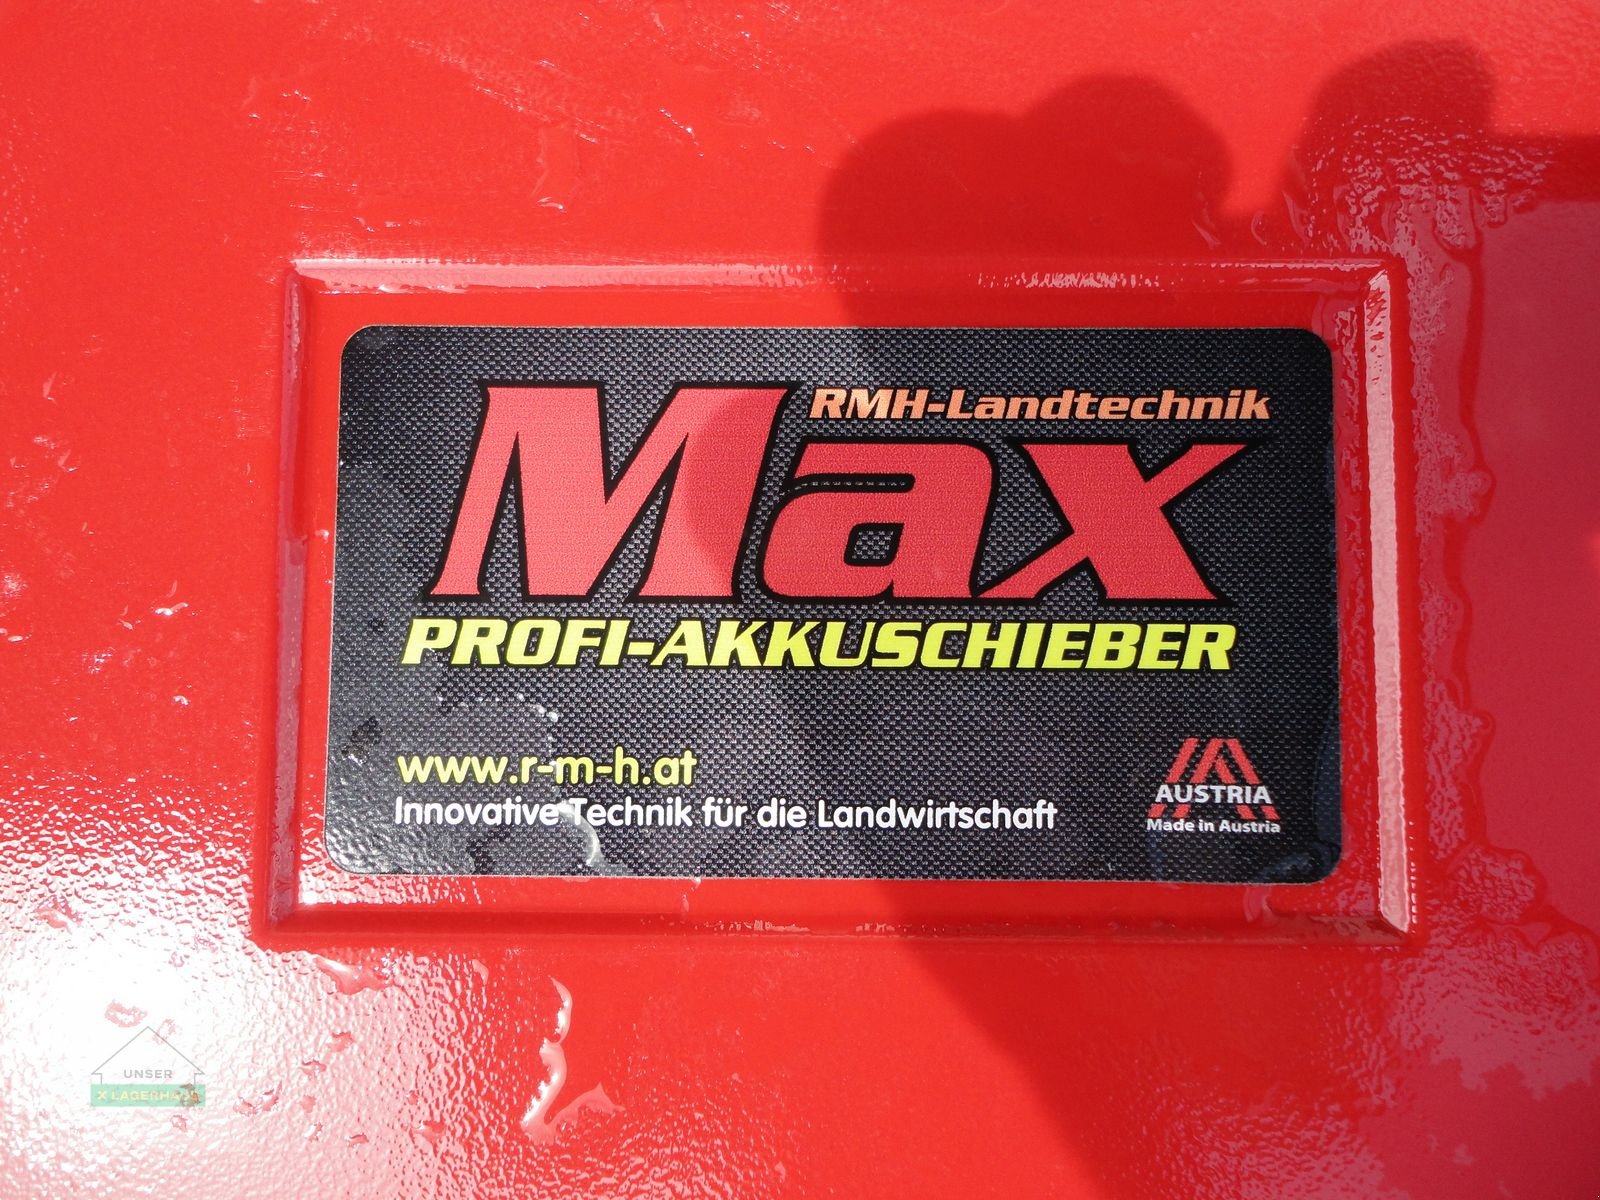 RMH-Landtechnik
Max
PROFI-AKKUSCHIEBER
www.r-m-h.at
Innovative Technik für die Landwirtschaft
AUSTRIA
Made in Austria
UNSER
X LAGERHAUS